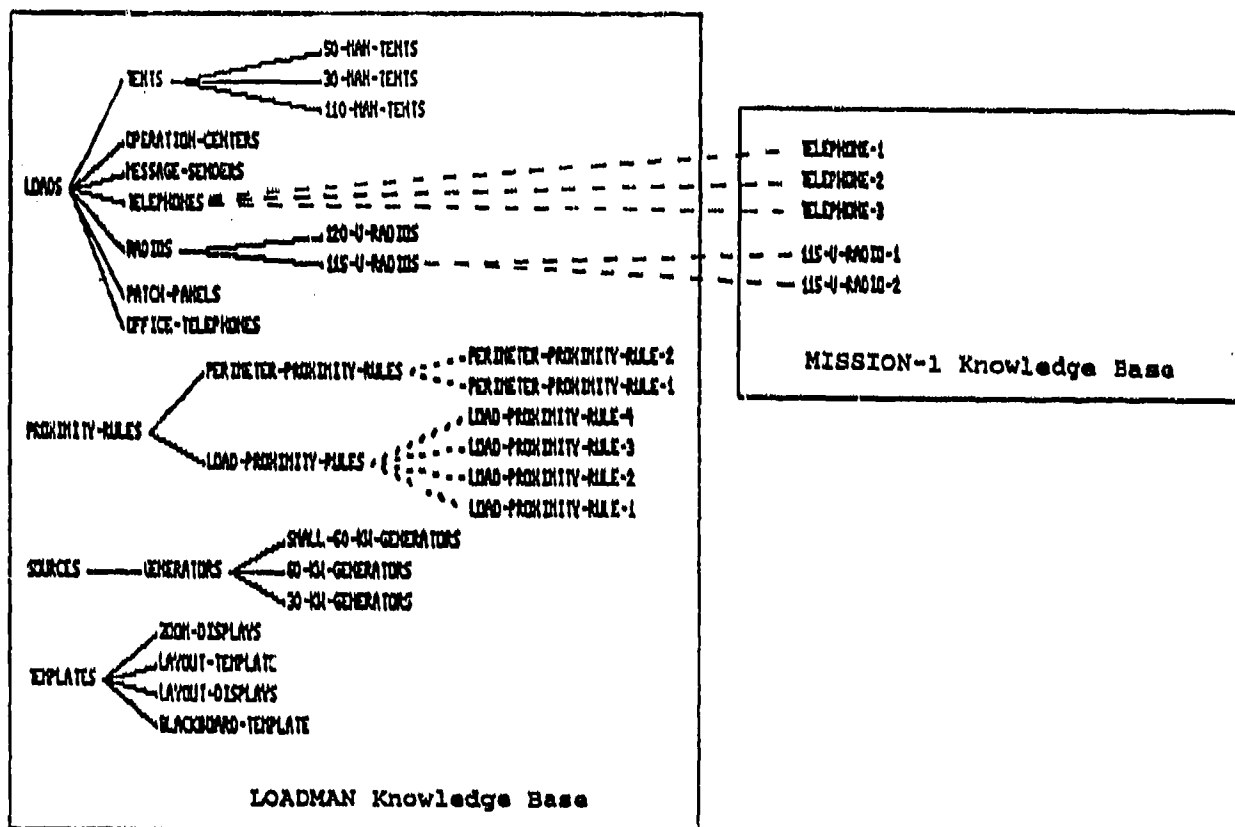 50-MAN-TENTS
TENTS
30-MAN-TENTS
110-MAN-TENTS
OPERATION-CENTERS
MESSAGE-SENDERS
LOADS
TELEPHONES
RADIOS
120-V-RADIOS
115-V-RADIOS
PATCH-PANELS
OFFICE-TELEPHONES
PERIMETER-PROXIMITY-RULE-2
PERIMETER-PROXIMITY-RULES
PERIMETER-PROXIMITY-RULE-1
LOAD-PROXIMITY-RULE-4
PROXIMITY-RULES
LOAD-PROXIMITY-RULE-3
LOAD-PROXIMITY-RULES
LOAD-PROXIMITY-RULE-2
LOAD-PROXIMITY-RULE-1
SMALL-60-KW-GENERATORS
SOURCES
GENERATORS
60-KW-GENERATORS
30-KW-GENERATORS
ZOOM-DISPLAYS
LAYOUT-TEMPLATE
TEMPLATES
LAYOUT-DISPLAYS
BLACKBOARD-TEMPLATE
LOADMAN Knowledge Base
TELEPHONE-1
TELEPHONE-2
TELEPHONE-3
115-V-RADIO-1
115-V-RADIO-2
MISSION-1 Knowledge Base